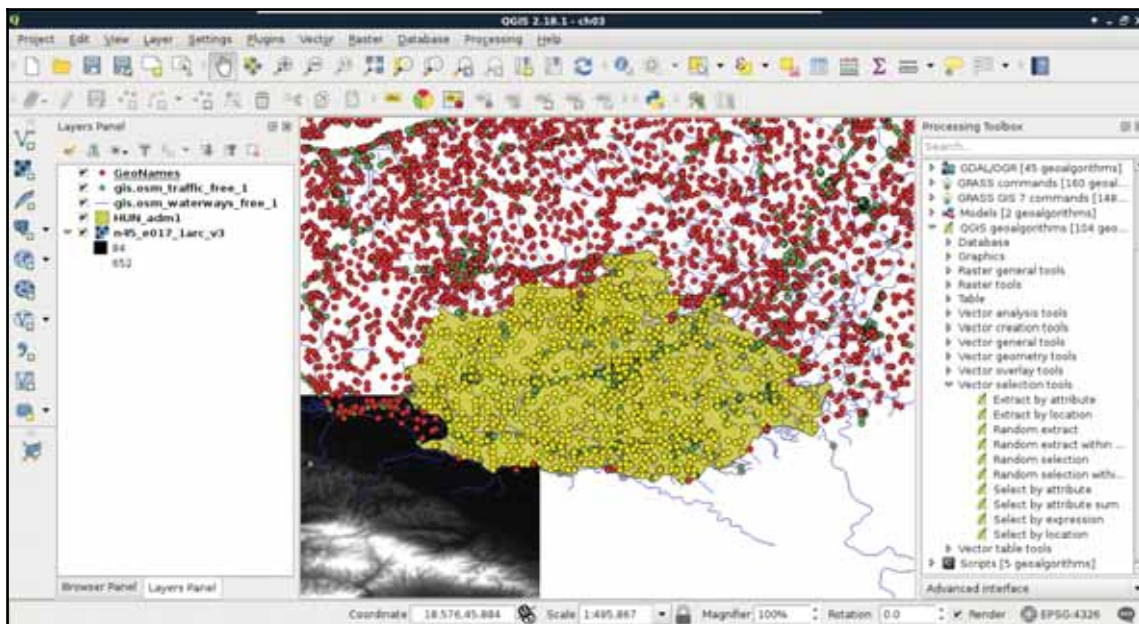 QGIS 2.18.1 - ch03
Project Edit View Layer Settings Plugins Vector Raster Database Processing Help
Layers Panel
GeoNames
gis.osm_traffic_free_1
gis.osm_waterways_free_1
HUN_adm1
n45_e017_1arc_v3
84
652
Browser Panel Layers Panel
Processing Toolbox
Search...
GDAL/OGR [45 geoalgorithms]
GRASS commands [160 geoal...
GRASS GIS 7 commands [148...
Models [2 geoalgorithms]
QGIS geoalgorithms [104 geo...
Database
Graphics
Raster general tools
Raster tools
Table
Vector analysis tools
Vector creation tools
Vector general tools
Vector geometry tools
Vector overlay tools
Vector selection tools
Extract by attribute
Extract by location
Random extract
Random extract within ...
Random selection
Random selection withi...
Select by attribute
Select by attribute sum...
Select by expression
Select by location
Vector table tools
Scripts [5 geoalgorithms]
Advanced interface
Coordinate 18.576,45.884 Scale 1:495.867 Magnifier 100% Rotation 0.0 Render EPSG:4326